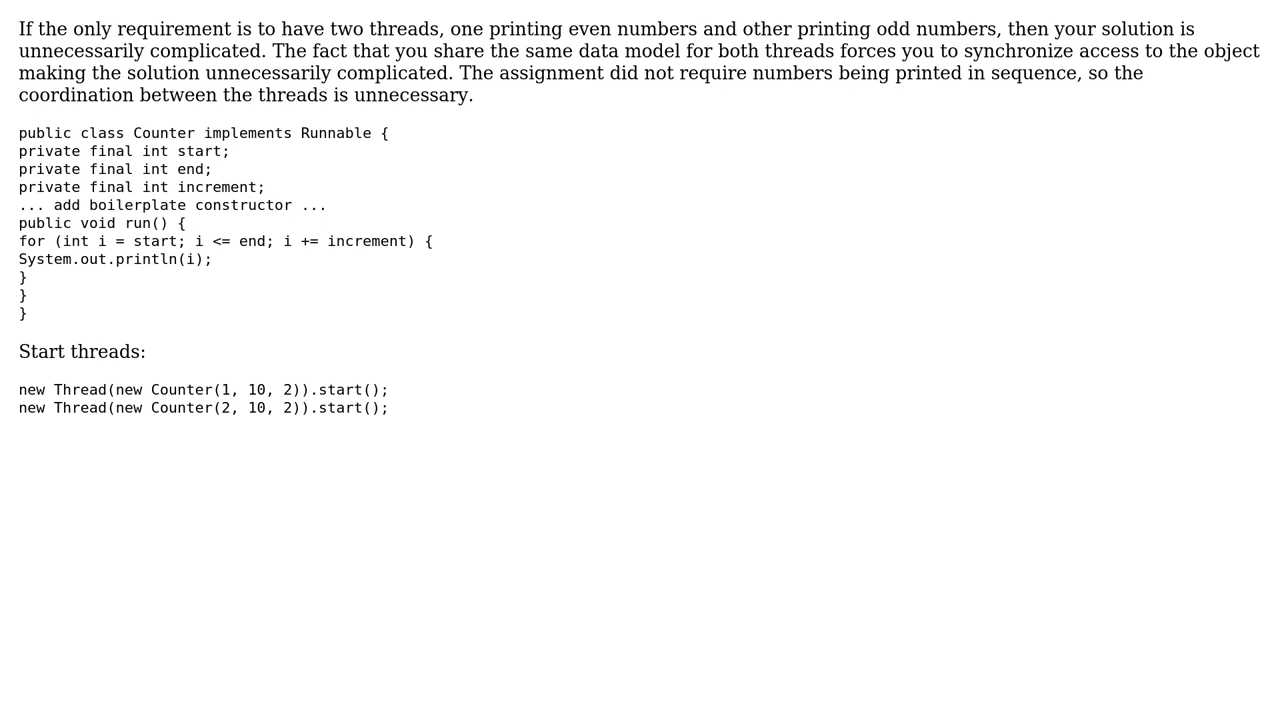 If the only requirement is to have two threads, one printing even numbers and other printing odd numbers, then your solution is
unnecessarily complicated. The fact that you share the same data model for both threads forces you to synchronize access to the object
making the solution unnecessarily complicated. The assignment did not require numbers being printed in sequence, so the
coordination between the threads is unnecessary.
public class Counter implements Runnable {
private final int start;
private final int end;
private final int increment;
... add boilerplate constructor ...
public void run() {
for (int i = start; i <= end; i += increment) {
System.out.println(i);
}
}
}
Start threads:
new Thread(new Counter(1, 10, 2)).start();
new Thread(new Counter(2, 10, 2)).start();